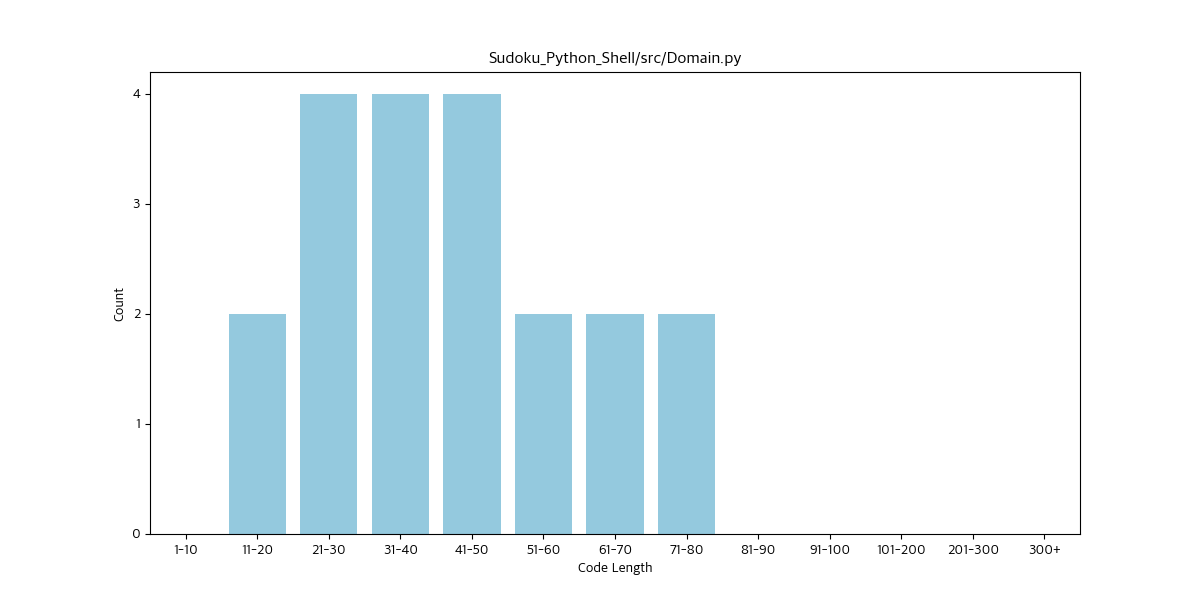 Sudoku_Python_Shell/src/Domain.py
4
3
2
1
0
Count
1-10 11-20 21-30 31-40 41-50 51-60 61-70 71-80 81-90 91-100 101-200 201-300 300+
Code Length